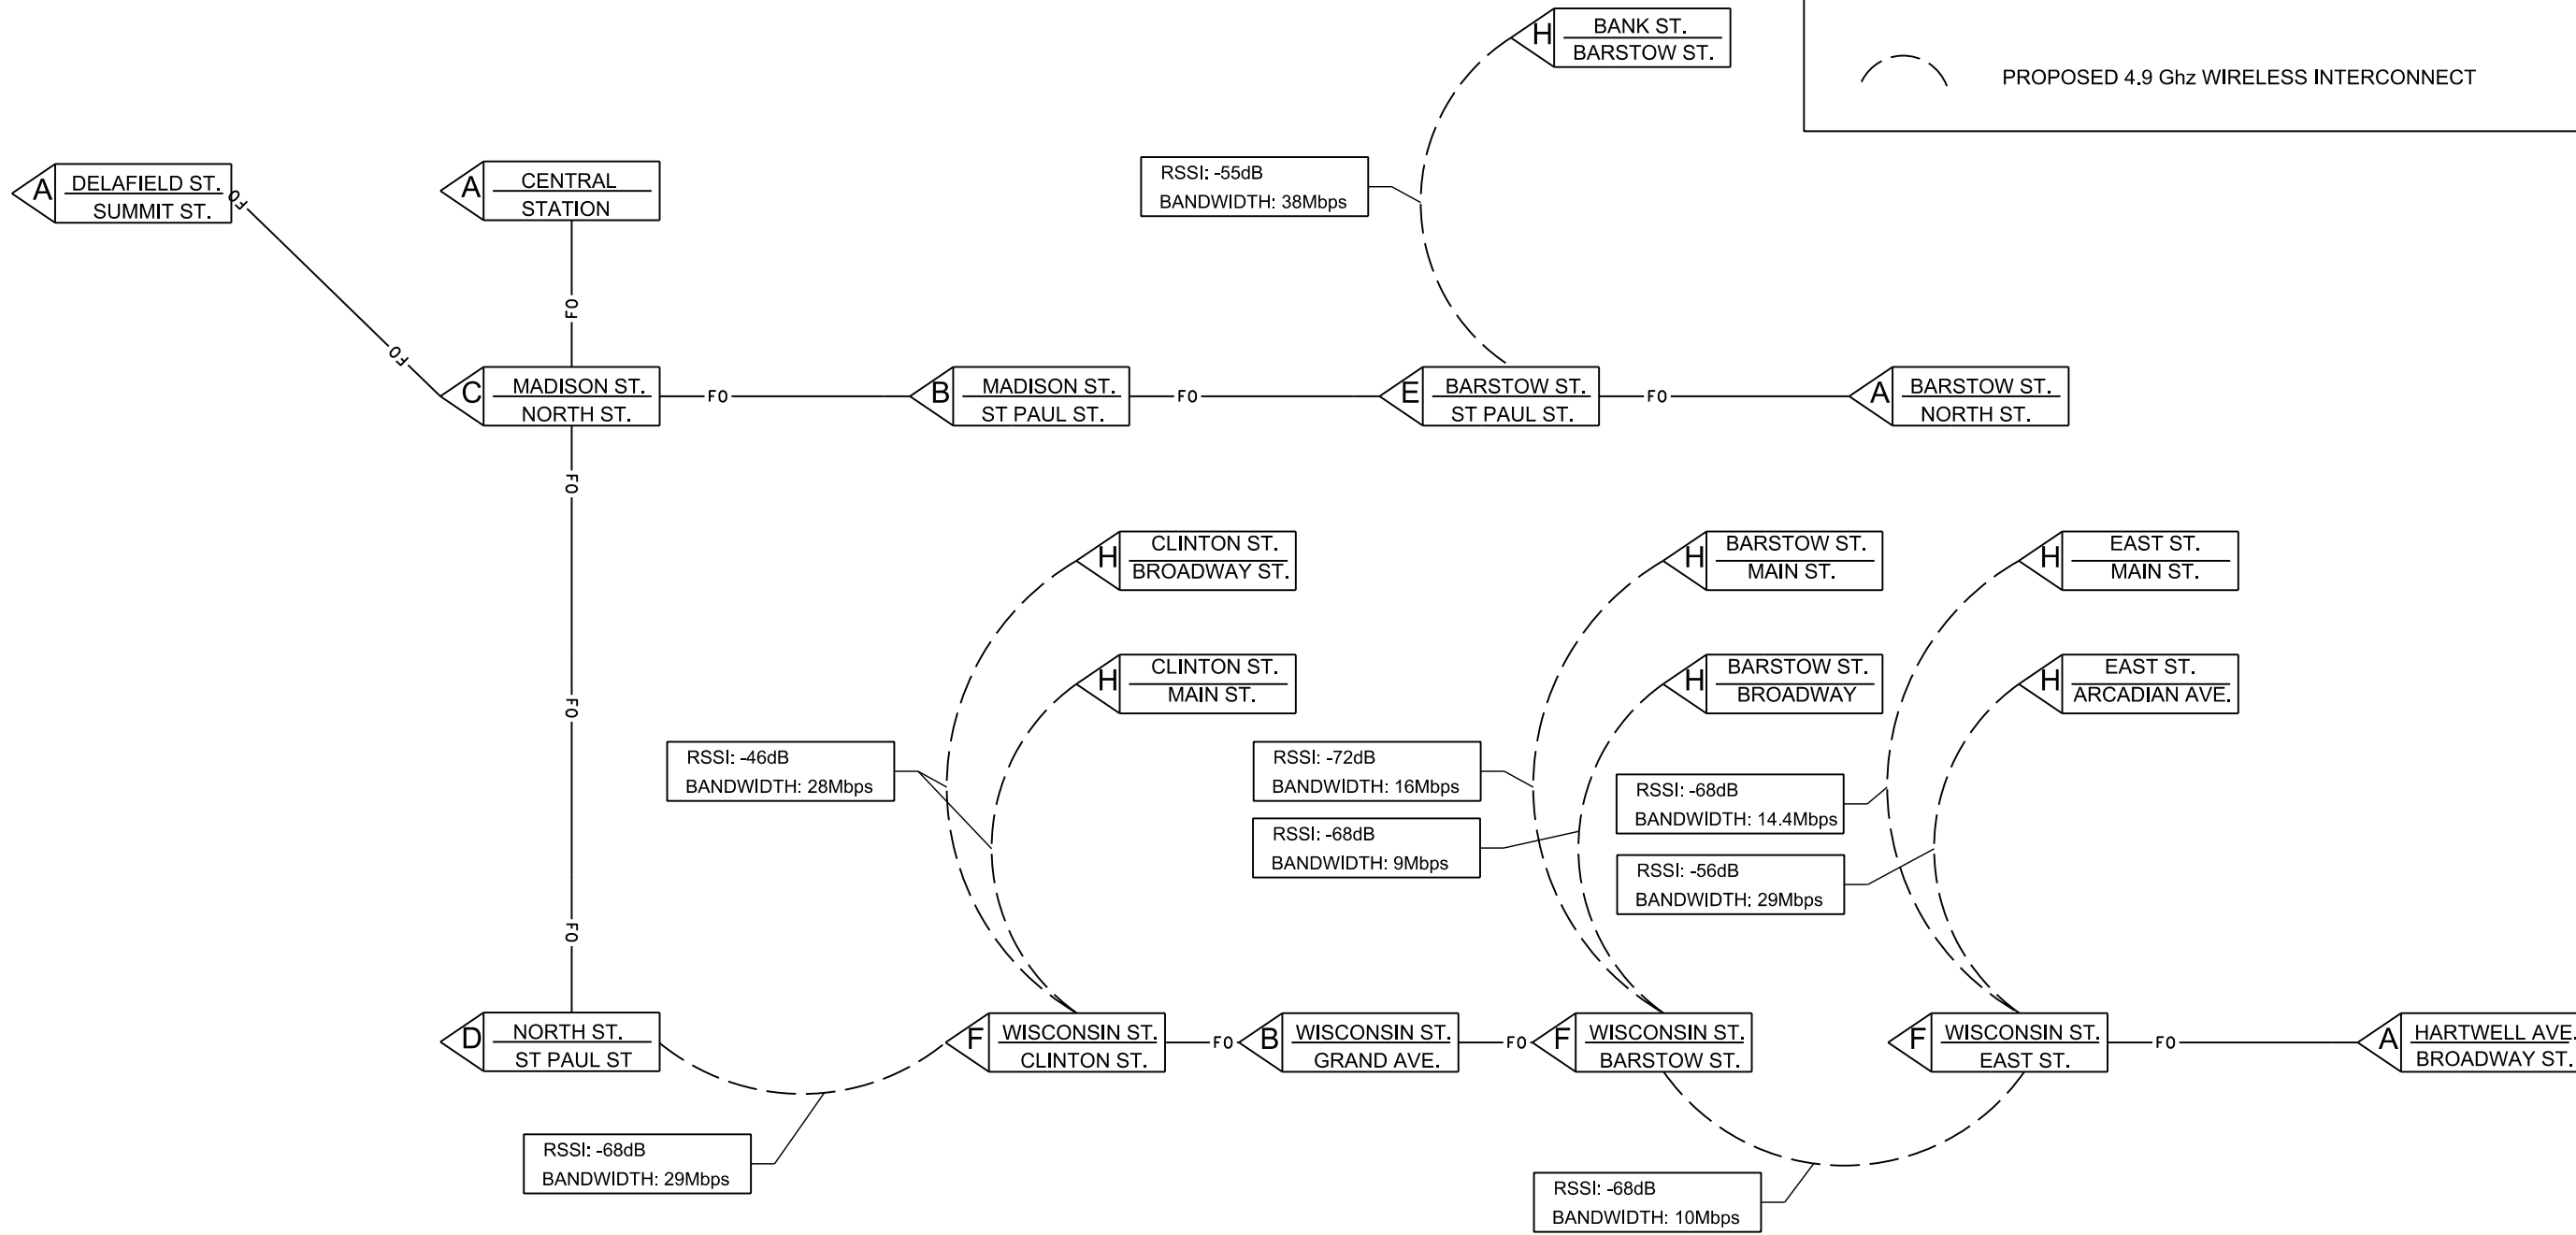 H
BANK ST.
BARSTOW ST.
PROPOSED 4.9 Ghz WIRELESS INTERCONNECT
RSSI: -55dB
BANDWIDTH: 38Mbps
A
DELAFIELD ST.
SUMMIT ST.
FO
FO
A
CENTRAL
STATION
FO
C
MADISON ST.
NORTH ST.
FO
B
MADISON ST.
ST PAUL ST.
FO
E
BARSTOW ST.
ST PAUL ST.
FO
A
BARSTOW ST.
NORTH ST.
FO
FO
FO
H
CLINTON ST.
BROADWAY ST.
H
BARSTOW ST.
MAIN ST.
H
EAST ST.
MAIN ST.
H
CLINTON ST.
MAIN ST.
H
BARSTOW ST.
BROADWAY
H
EAST ST.
ARCADIAN AVE.
RSSI: -46dB
BANDWIDTH: 28Mbps
RSSI: -72dB
BANDWIDTH: 16Mbps
RSSI: -68dB
BANDWIDTH: 9Mbps
RSSI: -68dB
BANDWIDTH: 14.4Mbps
RSSI: -56dB
BANDWIDTH: 29Mbps
D
NORTH ST.
ST PAUL ST
F
WISCONSIN ST.
CLINTON ST.
FO
B
WISCONSIN ST.
GRAND AVE.
FO
F
WISCONSIN ST.
BARSTOW ST.
F
WISCONSIN ST.
EAST ST.
FO
A
HARTWELL AVE.
BROADWAY ST.
RSSI: -68dB
BANDWIDTH: 29Mbps
RSSI: -68dB
BANDWIDTH: 10Mbps